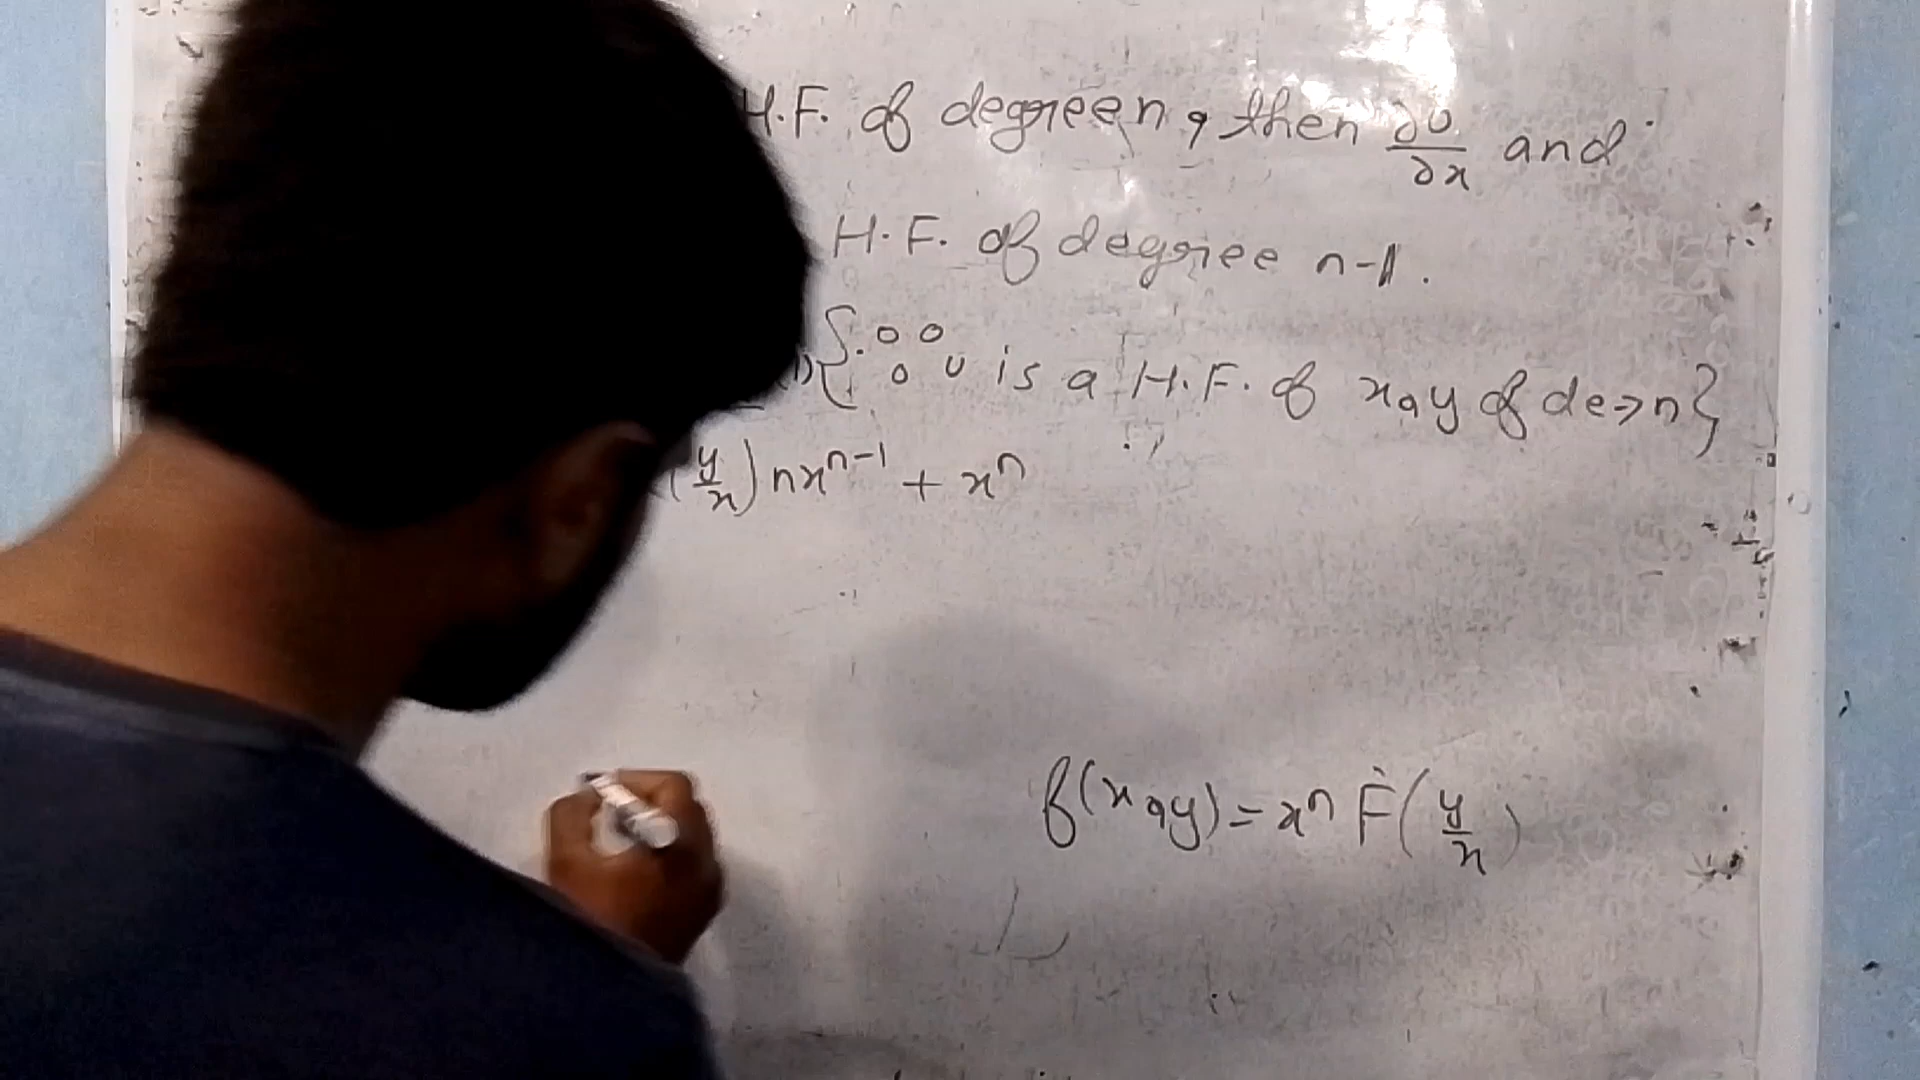 H.F. of degree n, then ∂U/∂x and
H.F. of degree n-1.
{∵ U is a H.F. of x,y of de→n}
(y/x) nx^{n-1} + x^n
f(x,y) = x^n F(y/x)